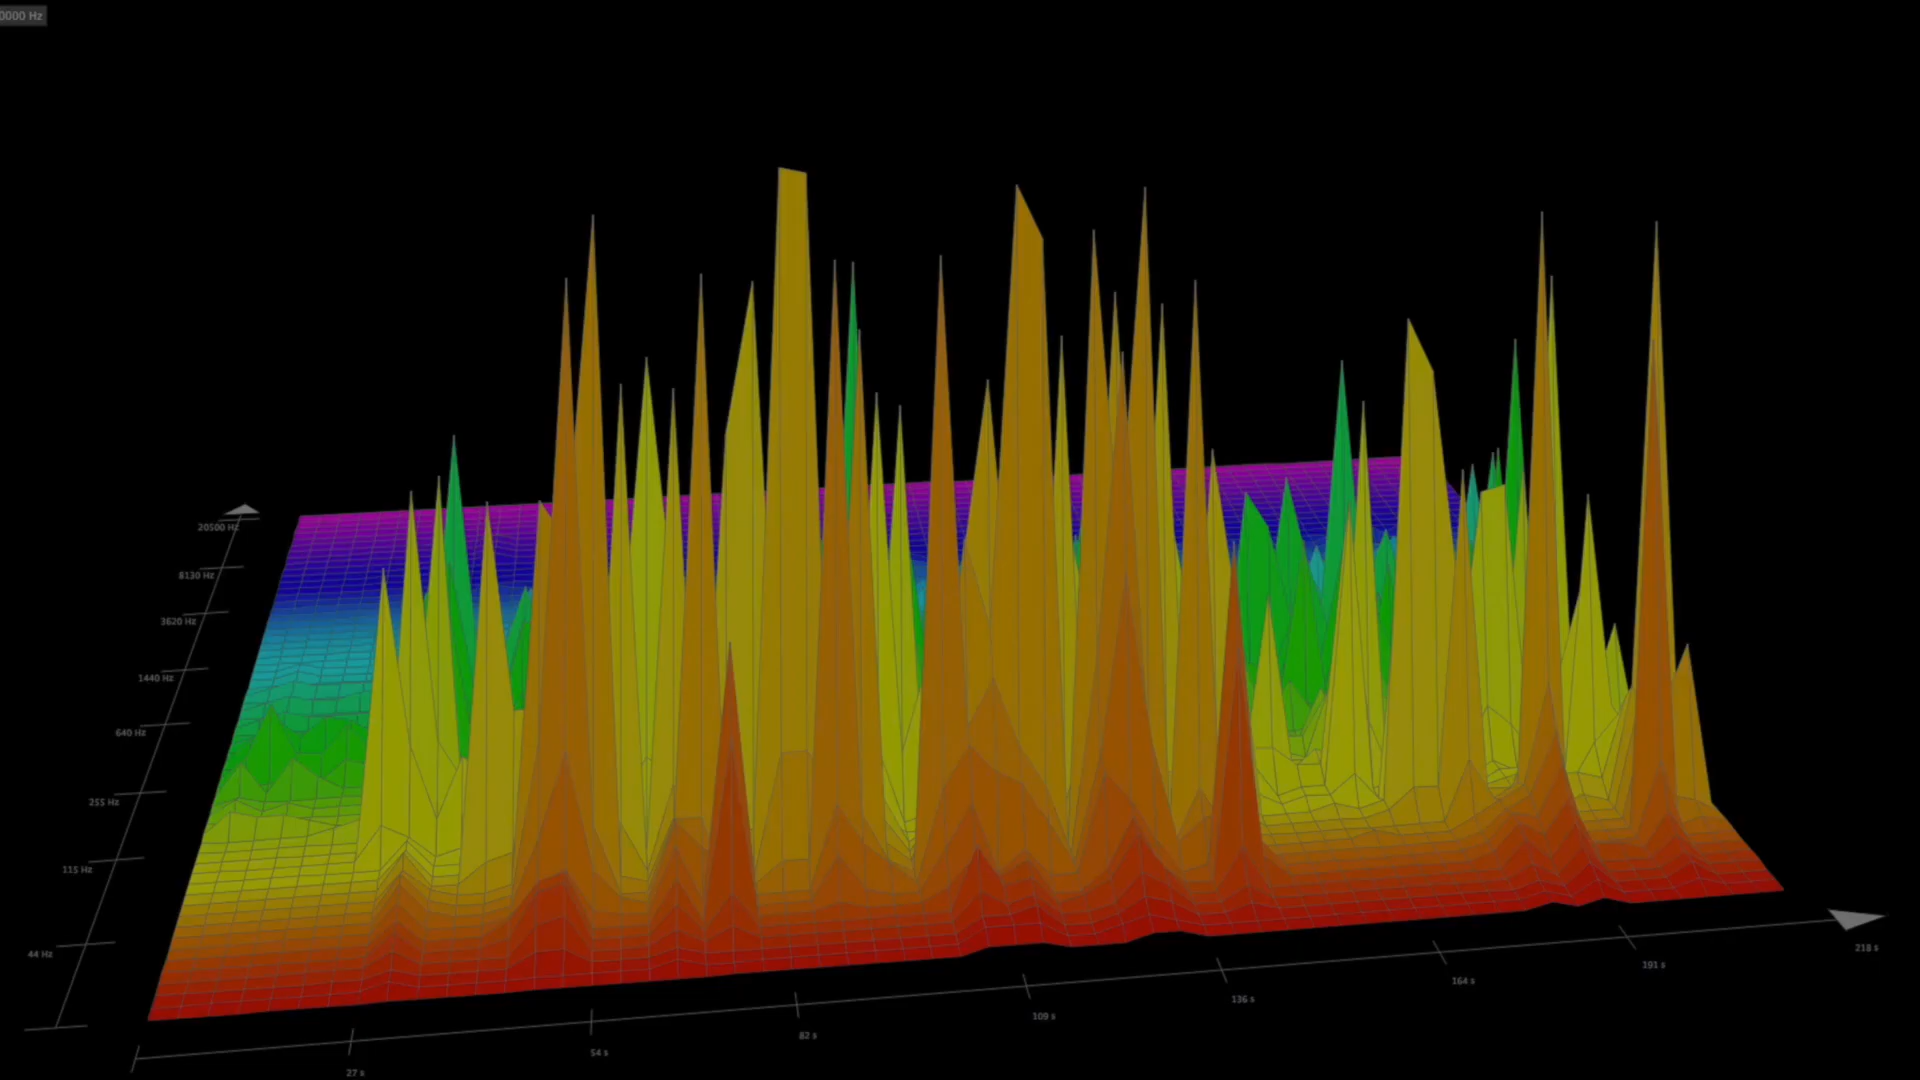 0000 Hz
20500 Hz
8130 Hz
3620 Hz
1440 Hz
640 Hz
255 Hz
115 Hz
44 Hz
27 s
54 s
82 s
109 s
136 s
164 s
191 s
218 s